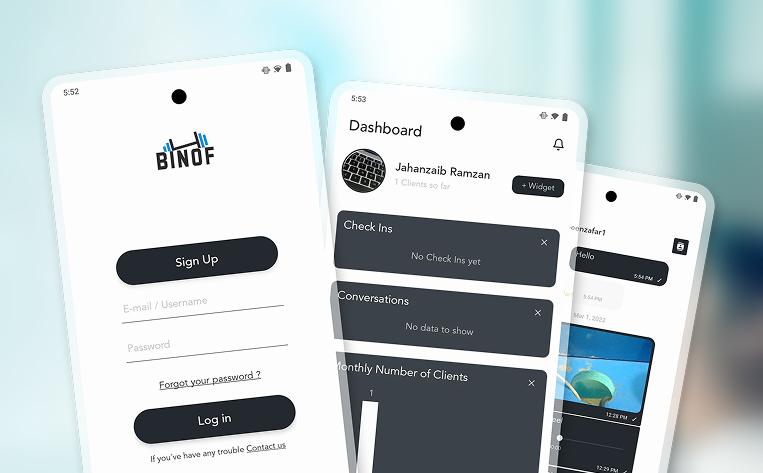 5:52
BINOF
Sign Up
E-mail / Username
Password
Forgot your password ?
Log in
If you've have any trouble Contact us
5:53
Dashboard
Jahanzaib Ramzan
1 Clients so far
+ Widget
Check Ins
No Check Ins yet
Conversations
No data to show
Monthly Number of Clients
1
Hello
5:54 PM
5:54 PM
Mar 1, 2022
12:28 PM
12:29 PM